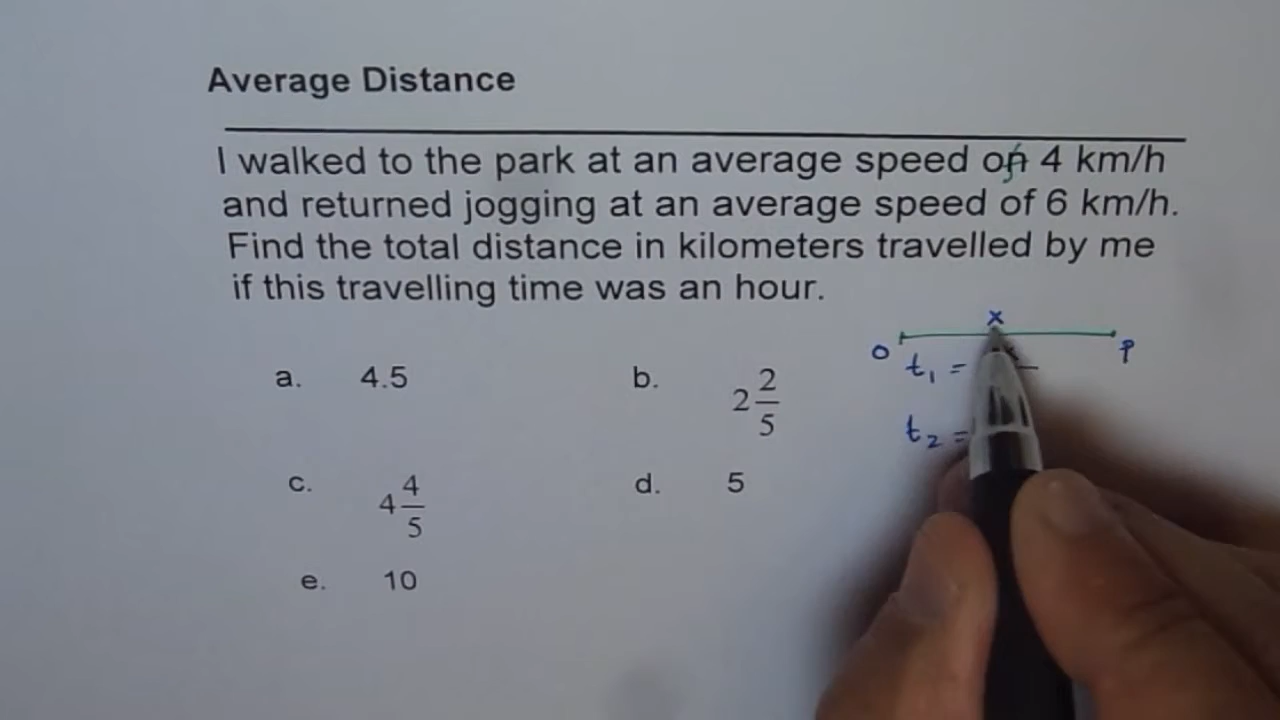 Average Distance
I walked to the park at an average speed of 4 km/h
and returned jogging at an average speed of 6 km/h.
Find the total distance in kilometers travelled by me
if this travelling time was an hour.
x
O P
t₁ =
t₂ =
a. 4.5 b. 2 2/5
c. 4 4/5 d. 5
e. 10